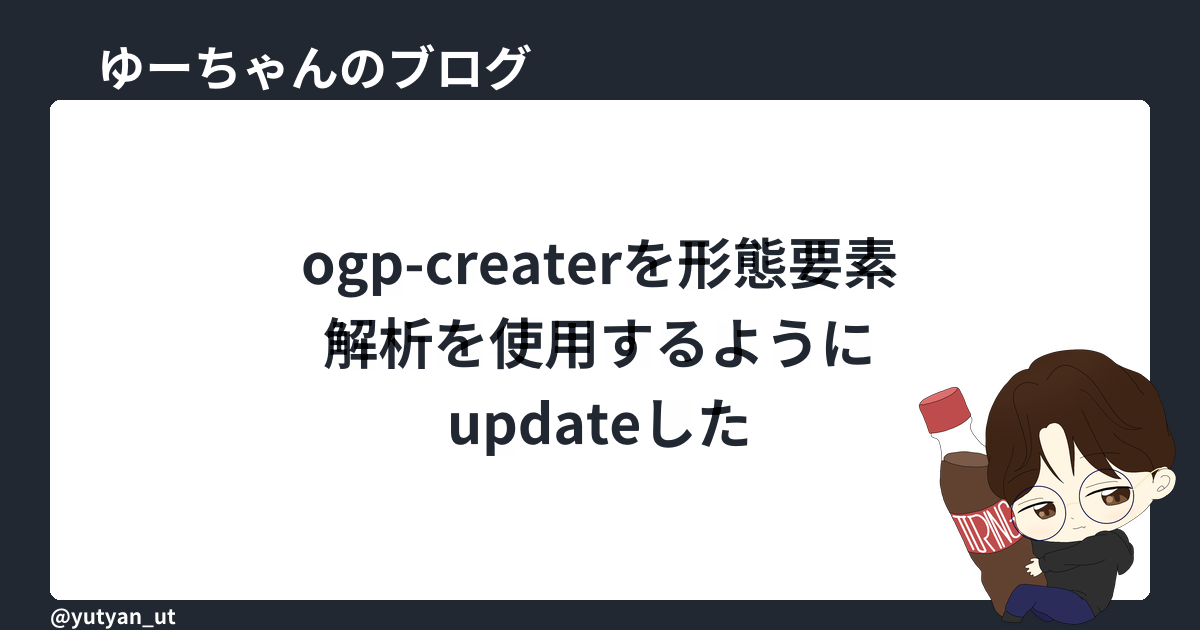 ゆーちゃんのブログ
ogp-createrを形態要素
解析を使用するように
updateした
TURING
@yutyan_ut